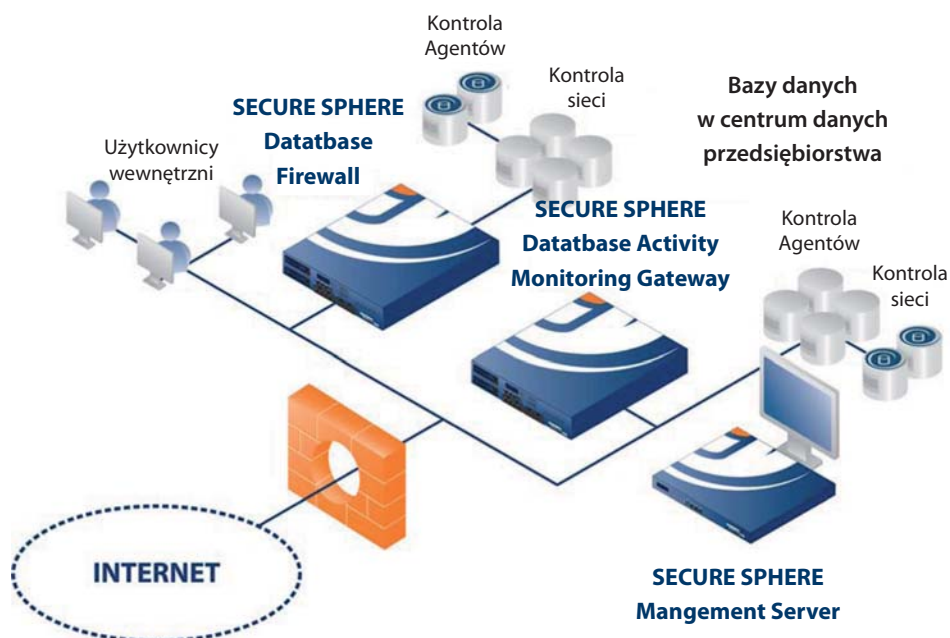 Kontrola
Agentów
Kontrola
sieci
Bazy danych
w centrum danych
przedsiębiorstwa
SECURE SPHERE
Datatbase
Firewall
Użytkownicy
wewnętrzni
SECURE SPHERE
Datatbase Activity
Monitoring Gateway
Kontrola
Agentów
Kontrola
sieci
INTERNET
SECURE SPHERE
Mangement Server